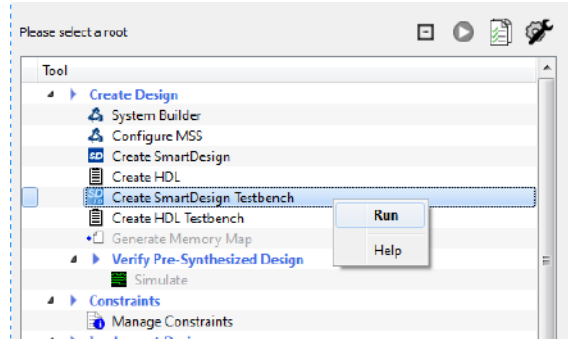 Please select a root
Tool
Create Design
System Builder
Configure MSS
Create SmartDesign
Create HDL
Create SmartDesign Testbench
Run
Create HDL Testbench
Help
Generate Memory Map
Verify Pre-Synthesized Design
Simulate
Constraints
Manage Constraints